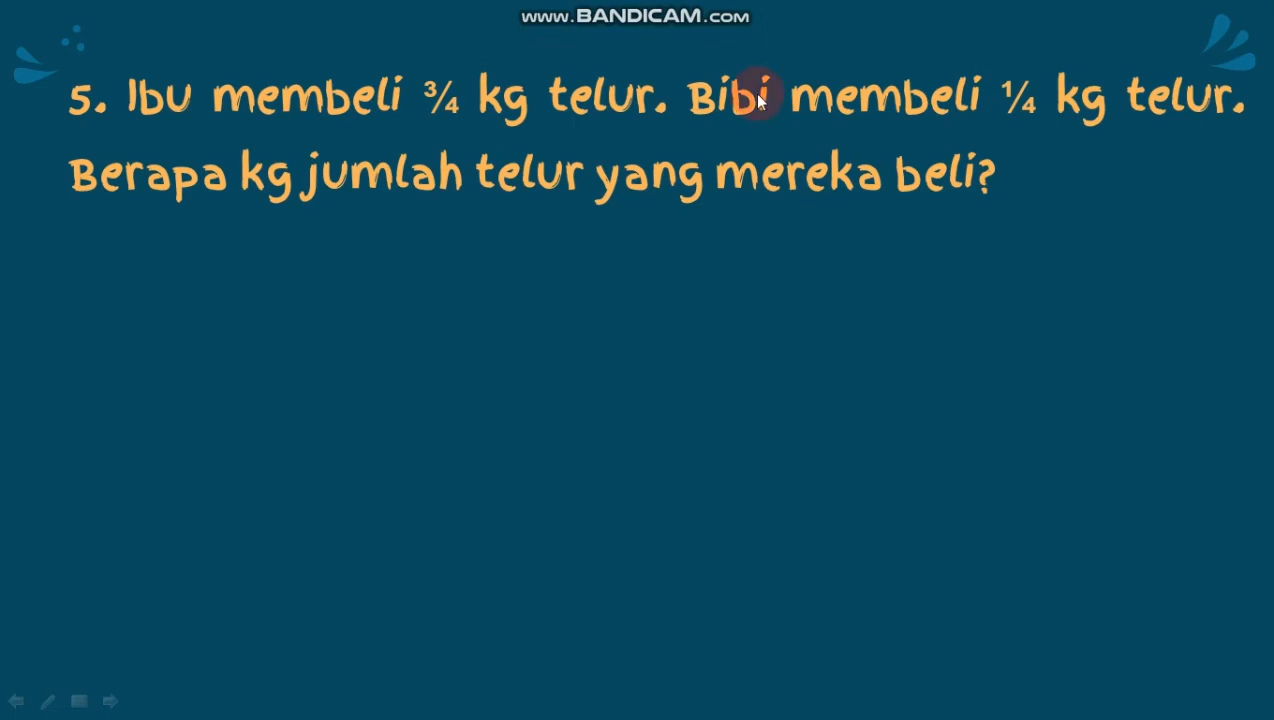 www.BANDICAM.com
5. Ibu membeli ¾ kg telur. Bibi membeli ¼ kg telur.
Berapa kg jumlah telur yang mereka beli?